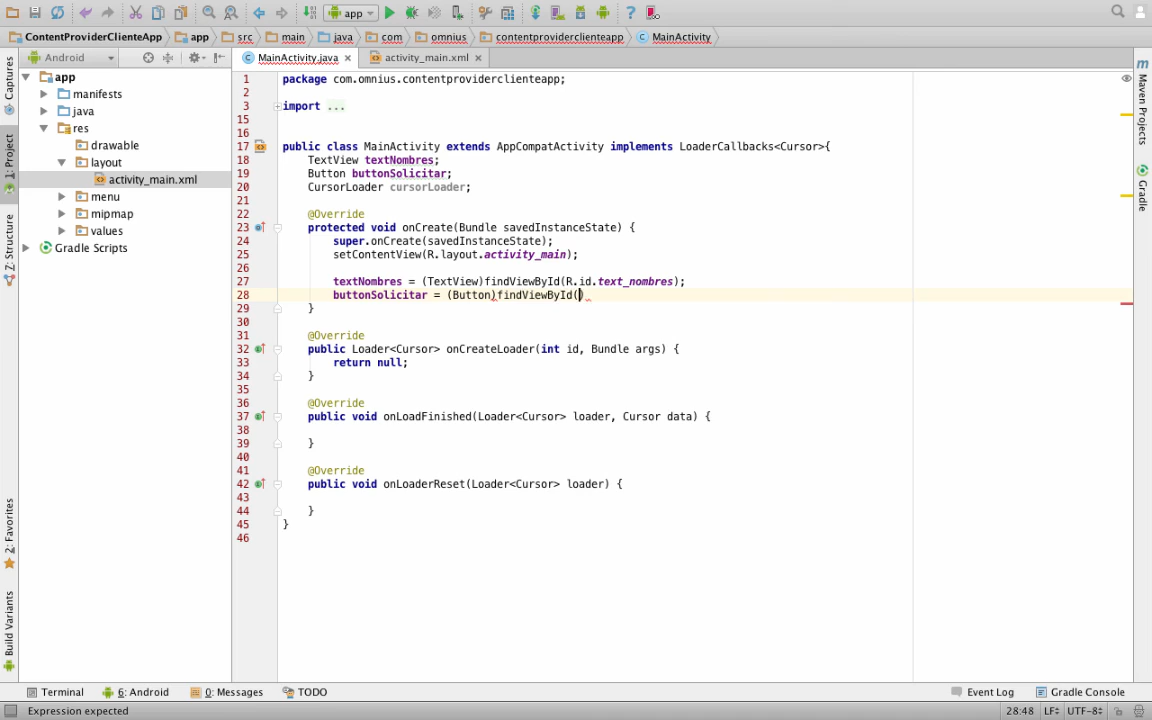 app
ContentProviderClienteApp app src main java com omnius contentproviderclienteapp MainActivity
Android
MainActivity.java
activity_main.xml
Captures
1: Project
Z: Structure
2: Favorites
Build Variants
Maven Projects
Gradle
app
manifests
java
res
drawable
layout
activity_main.xml
menu
mipmap
values
Gradle Scripts
1 package com.omnius.contentproviderclienteapp;
2
3 import ...
15
16
17 public class MainActivity extends AppCompatActivity implements LoaderCallbacks<Cursor>{
18 TextView textNombres;
19 Button buttonSolicitar;
20 CursorLoader cursorLoader;
21
22 @Override
23 protected void onCreate(Bundle savedInstanceState) {
24 super.onCreate(savedInstanceState);
25 setContentView(R.layout.activity_main);
26
27 textNombres = (TextView)findViewById(R.id.text_nombres);
28 buttonSolicitar = (Button)findViewById()
29 }
30
31 @Override
32 public Loader<Cursor> onCreateLoader(int id, Bundle args) {
33 return null;
34 }
35
36 @Override
37 public void onLoadFinished(Loader<Cursor> loader, Cursor data) {
38
39 }
40
41 @Override
42 public void onLoaderReset(Loader<Cursor> loader) {
43
44 }
45 }
46
Terminal 6: Android 0: Messages TODO Event Log Gradle Console
Expression expected 28:48 LF÷ UTF-8÷